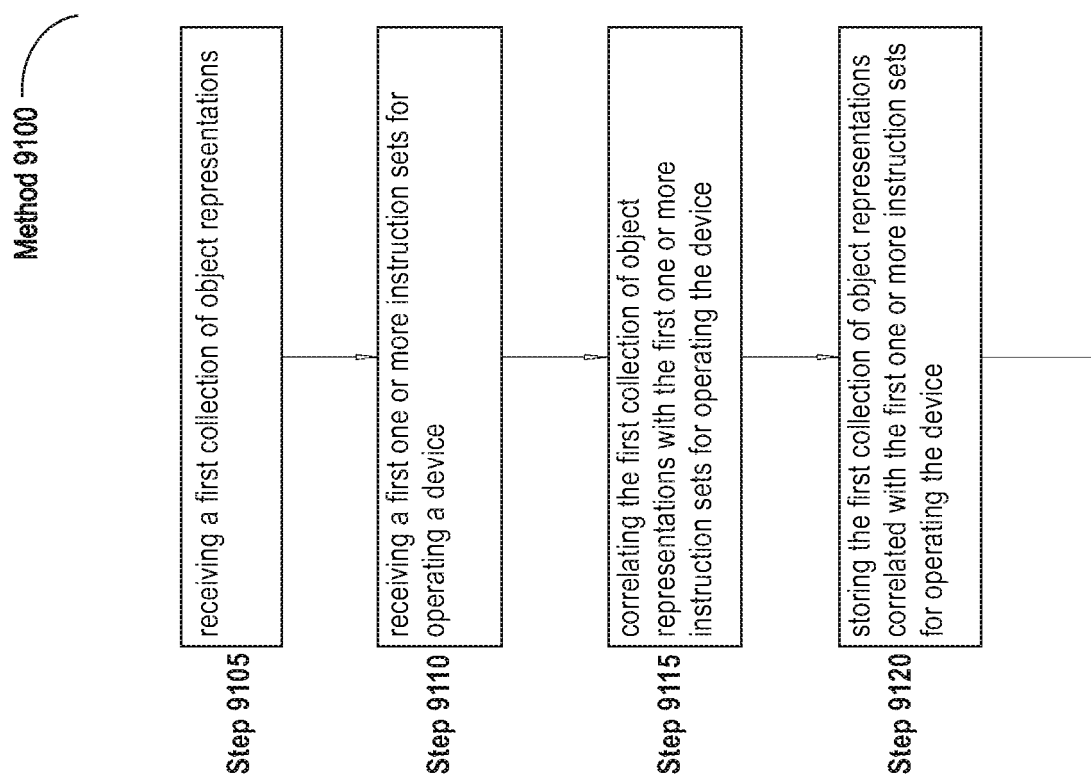 Method 9100
Step 9105
receiving a first collection of object representations
Step 9110
receiving a first one or more instruction sets for
operating a device
Step 9115
correlating the first collection of object
representations with the first one or more
instruction sets for operating the device
Step 9120
storing the first collection of object representations
correlated with the first one or more instruction sets
for operating the device